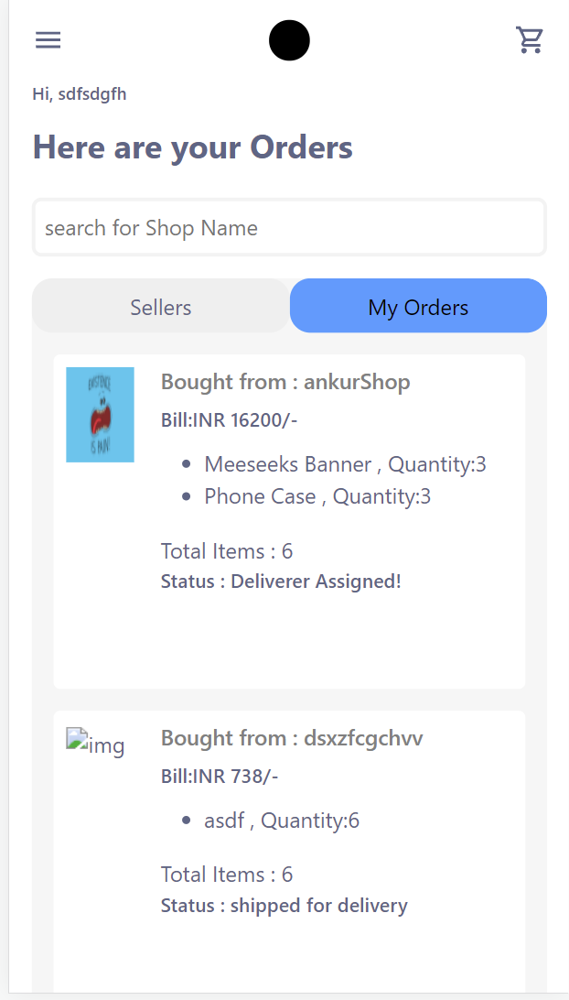 Hi, sdfsdgfh
Here are your Orders
search for Shop Name
Sellers
My Orders
EXISTENCE
IS PAIN!
Bought from : ankurShop
Bill:INR 16200/-
• Meeseeks Banner , Quantity:3
• Phone Case , Quantity:3
Total Items : 6
Status : Deliverer Assigned!
img
Bought from : dsxzfcgchvv
Bill:INR 738/-
• asdf , Quantity:6
Total Items : 6
Status : shipped for delivery